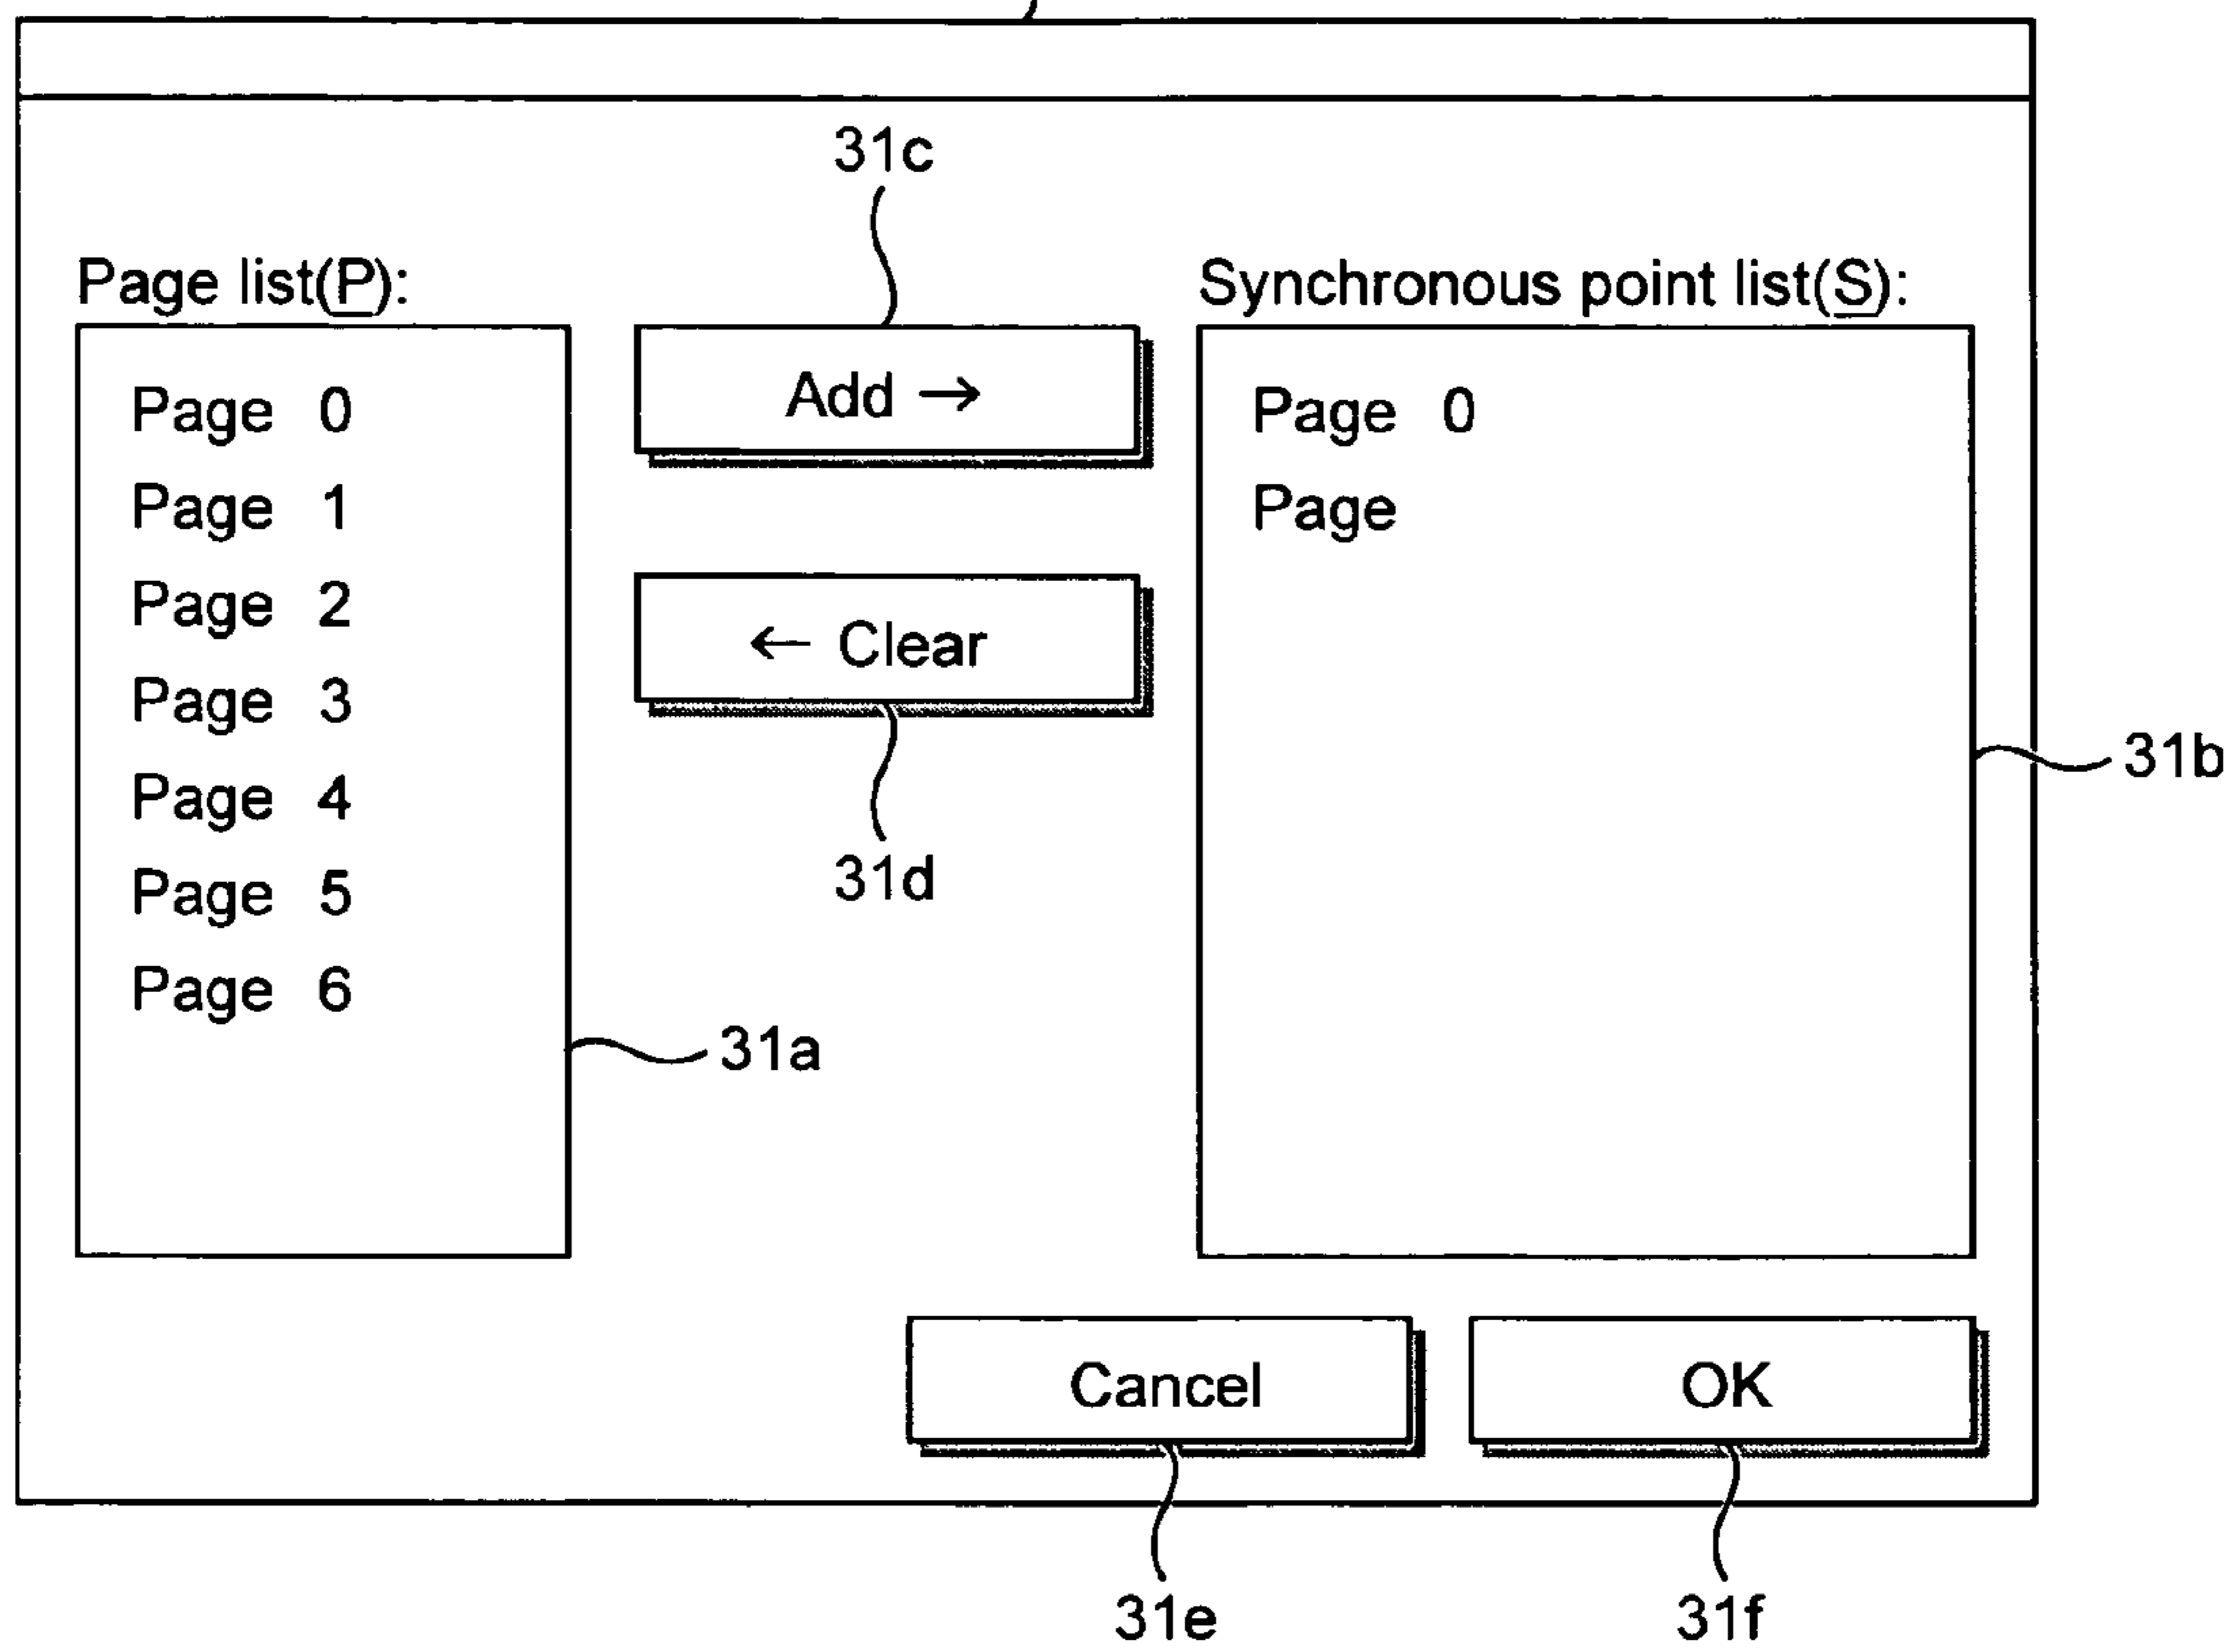 31c
Page list(P):
Synchronous point list(S):
Page 0
Page 1
Page 2
Page 3
Page 4
Page 5
Page 6
Add →
← Clear
Page 0
Page
31b
31d
31a
Cancel
OK
31e
31f